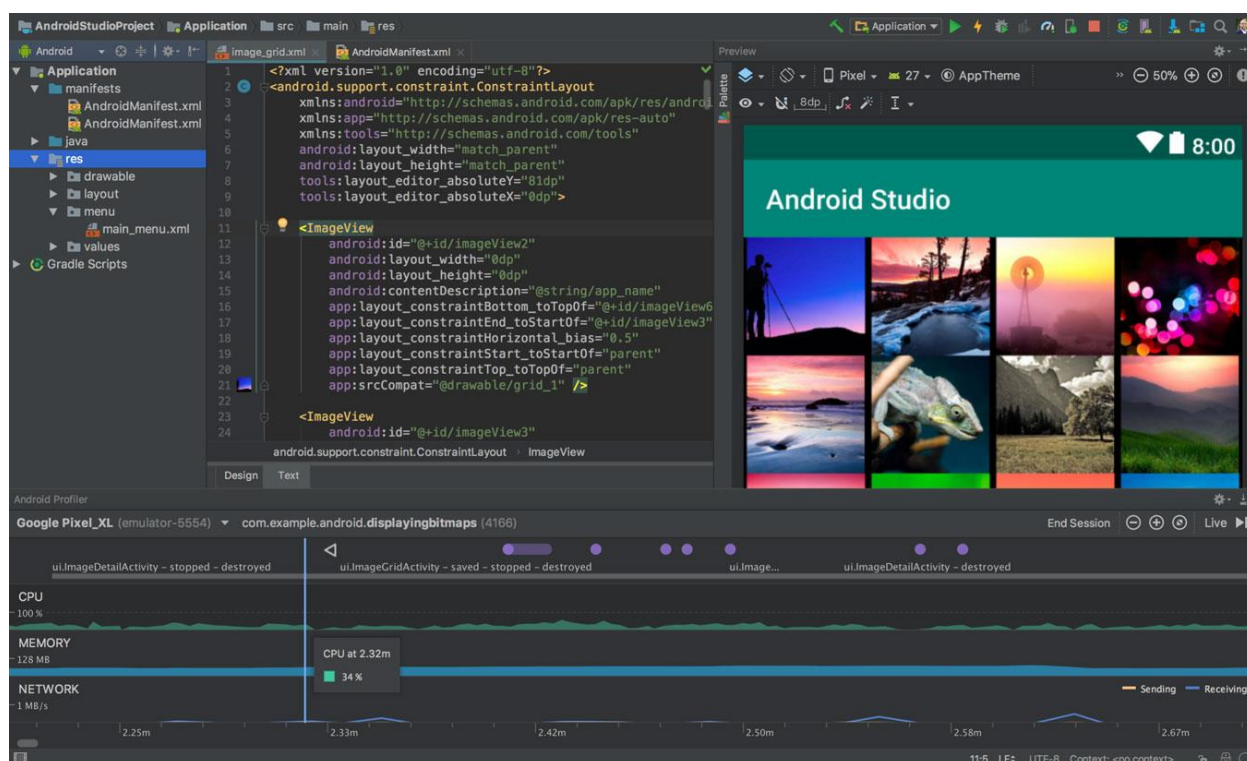 AndroidStudioProject Application src main res
Application
Android
image_grid.xml
AndroidManifest.xml
Preview
Application
manifests
AndroidManifest.xml
AndroidManifest.xml
java
res
drawable
layout
menu
main_menu.xml
values
Gradle Scripts
1 <?xml version="1.0" encoding="utf-8"?>
2 <android.support.constraint.ConstraintLayout
3 xmlns:android="http://schemas.android.com/apk/res/androi
4 xmlns:app="http://schemas.android.com/apk/res-auto"
5 xmlns:tools="http://schemas.android.com/tools"
6 android:layout_width="match_parent"
7 android:layout_height="match_parent"
8 tools:layout_editor_absoluteY="81dp"
9 tools:layout_editor_absoluteX="0dp">
10
11 <ImageView
12 android:id="@+id/imageView2"
13 android:layout_width="0dp"
14 android:layout_height="0dp"
15 android:contentDescription="@string/app_name"
16 app:layout_constraintBottom_toTopOf="@+id/imageView6
17 app:layout_constraintEnd_toStartOf="@+id/imageView3"
18 app:layout_constraintHorizontal_bias="0.5"
19 app:layout_constraintStart_toStartOf="parent"
20 app:layout_constraintTop_toTopOf="parent"
21 app:srcCompat="@drawable/grid_1" />
22
23 <ImageView
24 android:id="@+id/imageView3"
android.support.constraint.ConstraintLayout › ImageView
Design Text
Palette
Pixel 27 AppTheme » 50%
8dp
8:00
Android Studio
Android Profiler
Google Pixel_XL (emulator-5554) com.example.android.displayingbitmaps (4166) End Session Live
ui.ImageDetailActivity – stopped – destroyed ui.ImageGridActivity – saved – stopped – destroyed ui.Image... ui.ImageDetailActivity – destroyed
CPU
100 %
MEMORY
128 MB
CPU at 2.32m
34 %
NETWORK
1 MB/s
Sending Receiving
2.25m 2.33m 2.42m 2.50m 2.58m 2.67m
11:5 LF UTF-8 Context: <no context>